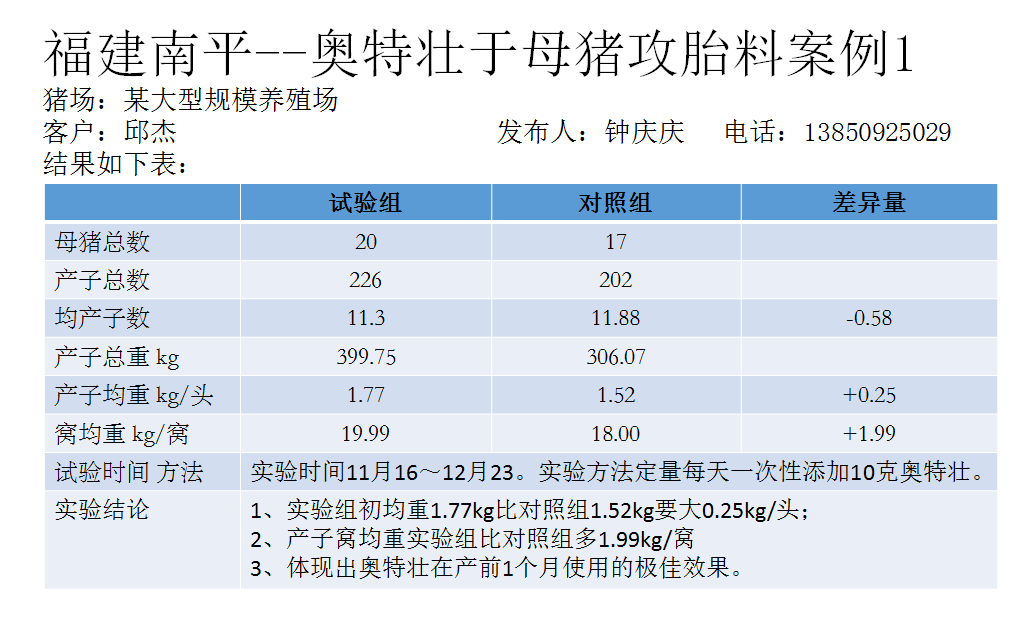 福建南平--奥特壮于母猪攻胎料案例1
猪场：某大型规模养殖场
客户：邱杰 发布人：钟庆庆 电话：13850925029
结果如下表：
试验组 对照组 差异量
母猪总数 20 17
产子总数 226 202
均产子数 11.3 11.88 -0.58
产子总重 kg 399.75 306.07
产子均重 kg/头 1.77 1.52 +0.25
窝均重 kg/窝 19.99 18.00 +1.99
试验时间 方法 实验时间11月16～12月23。实验方法定量每天一次性添加10克奥特壮。
实验结论 1、实验组初均重1.77kg比对照组1.52kg要大0.25kg/头；
2、产子窝均重实验组比对照组多1.99kg/窝
3、体现出奥特壮在产前1个月使用的极佳效果。